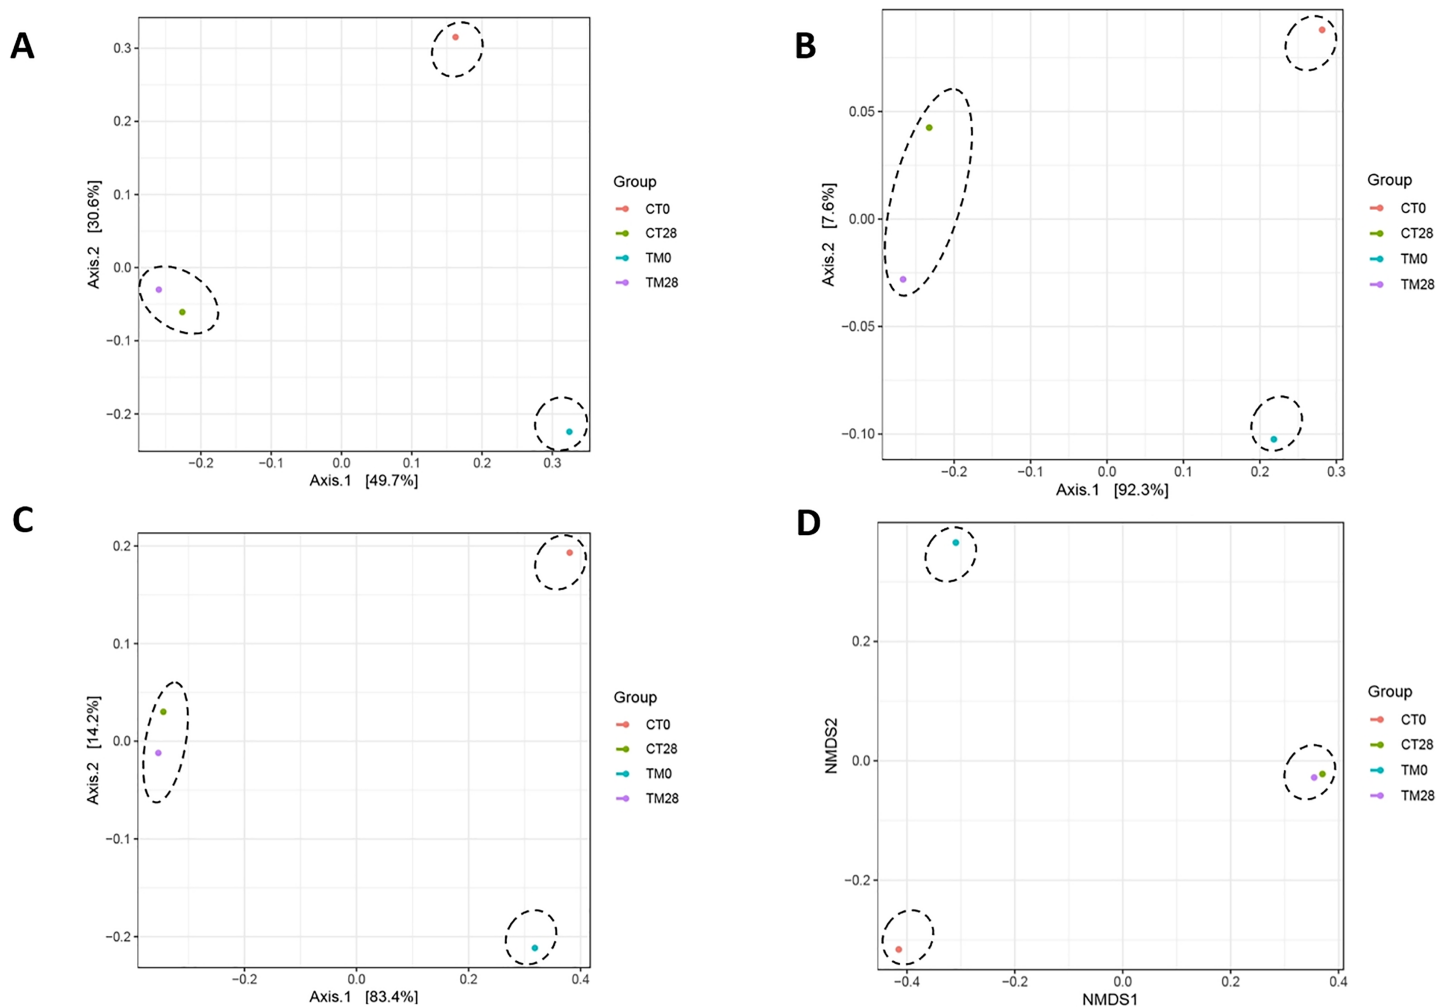 A
0.3
0.2
0.1
0.0
−0.1
−0.2
Axis.2 [30.6%]
−0.2 −0.1 0.0 0.1 0.2 0.3
Axis.1 [49.7%]
Group
CT0
CT28
TM0
TM28
B
0.05
0.00
−0.05
−0.10
Axis.2 [7.6%]
−0.2 −0.1 0.0 0.1 0.2 0.3
Axis.1 [92.3%]
Group
CT0
CT28
TM0
TM28
C
0.2
0.1
0.0
−0.1
−0.2
Axis.2 [14.2%]
−0.2 0.0 0.2 0.4
Axis.1 [83.4%]
Group
CT0
CT28
TM0
TM28
D
0.2
0.0
−0.2
NMDS2
−0.4 −0.2 0.0 0.2 0.4
NMDS1
Group
CT0
CT28
TM0
TM28